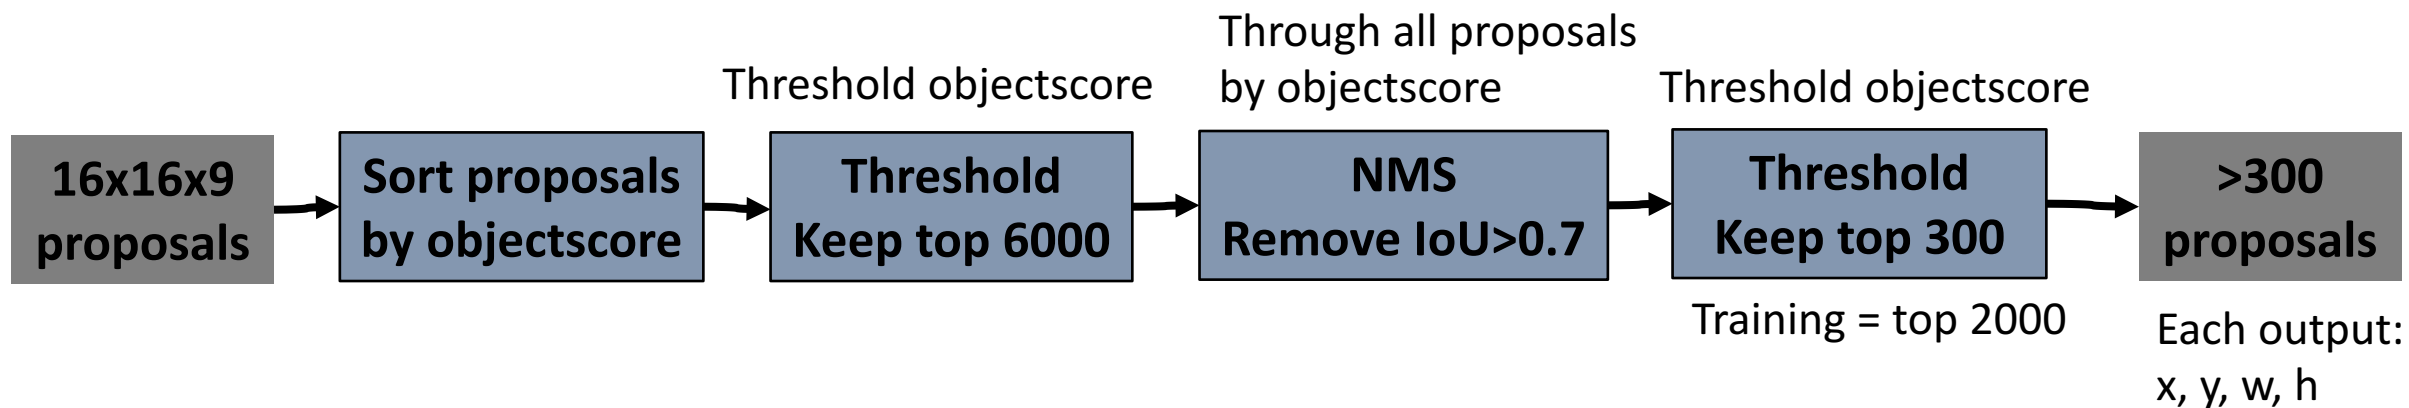 16x16x9
proposals
Sort proposals
by objectscore
Threshold objectscore
Threshold
Keep top 6000
Through all proposals
by objectscore
NMS
Remove IoU>0.7
Threshold objectscore
Threshold
Keep top 300
Training = top 2000
>300
proposals
Each output:
x, y, w, h